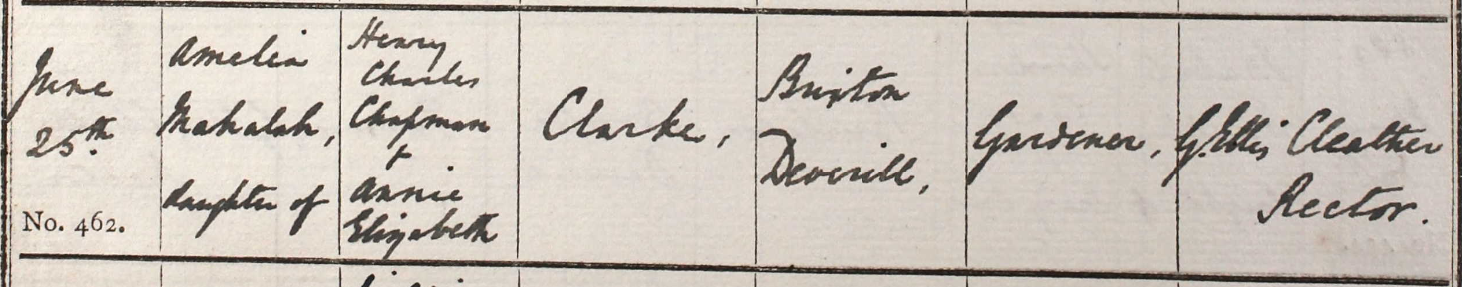 June
25th
No. 462.
Amelia
Mahalah,
daughter of
Henry
Charles
Chapman
+
Annie
Elizabeth
Clarke,
Brixton
Deverill,
Gardener,
G. Ellis Cleather
Rector.